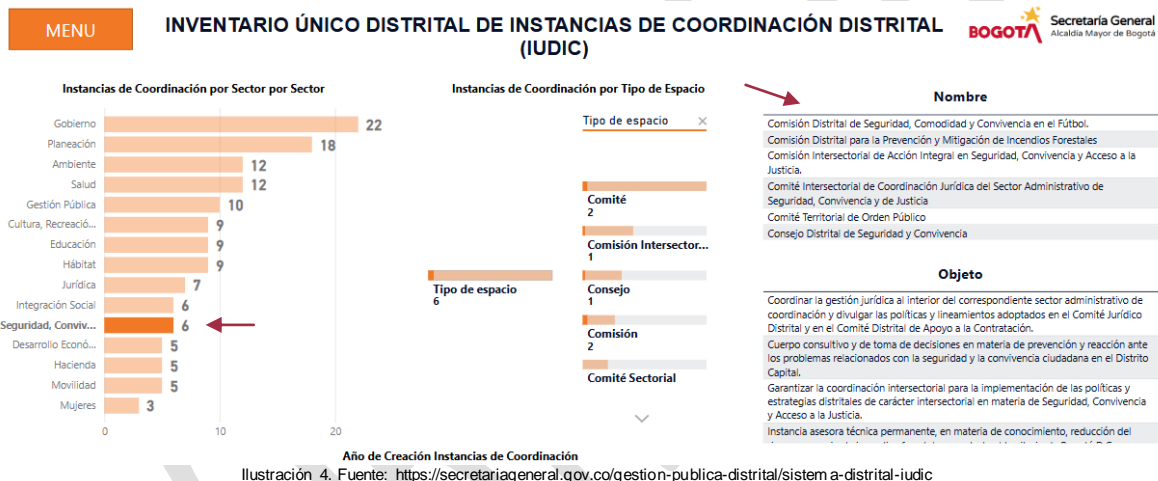 MENU
INVENTARIO ÚNICO DISTRITAL DE INSTANCIAS DE COORDINACIÓN DISTRITAL
(IUDIC)
BOGOTÁ
Secretaría General
Alcaldía Mayor de Bogotá
Instancias de Coordinación por Sector por Sector
Gobierno 22
Planeación 18
Ambiente 12
Salud 12
Gestión Pública 10
Cultura, Recreació... 9
Educación 9
Hábitat 9
Jurídica 7
Integración Social 6
Seguridad, Conviv... 6
Desarrollo Econó... 5
Hacienda 5
Movilidad 5
Mujeres 3
0 10 20
Instancias de Coordinación por Tipo de Espacio
Tipo de espacio
Tipo de espacio
6
Comité
2
Comisión Intersector...
1
Consejo
1
Comisión
2
Comité Sectorial
Nombre
Comisión Distrital de Seguridad, Comodidad y Convivencia en el Fútbol.
Comisión Distrital para la Prevención y Mitigación de Incendios Forestales
Comisión Intersectorial de Acción Integral en Seguridad, Convivencia y Acceso a la
Justicia.
Comité Intersectorial de Coordinación Jurídica del Sector Administrativo de
Seguridad, Convivencia y de Justicia
Comité Territorial de Orden Público
Consejo Distrital de Seguridad y Convivencia
Objeto
Coordinar la gestión jurídica al interior del correspondiente sector administrativo de
coordinación y divulgar las políticas y lineamientos adoptados en el Comité Jurídico
Distrital y en el Comité Distrital de Apoyo a la Contratación.
Cuerpo consultivo y de toma de decisiones en materia de prevención y reacción ante
los problemas relacionados con la seguridad y la convivencia ciudadana en el Distrito
Capital.
Garantizar la coordinación intersectorial para la implementación de las políticas y
estrategias distritales de carácter intersectorial en materia de Seguridad, Convivencia
y Acceso a la Justicia.
Instancia asesora técnica permanente, en materia de conocimiento, reducción del
Año de Creación Instancias de Coordinación
Ilustración 4. Fuente: https://secretariageneral.gov.co/gestion-publica-distrital/sistem a-distrital-iudic